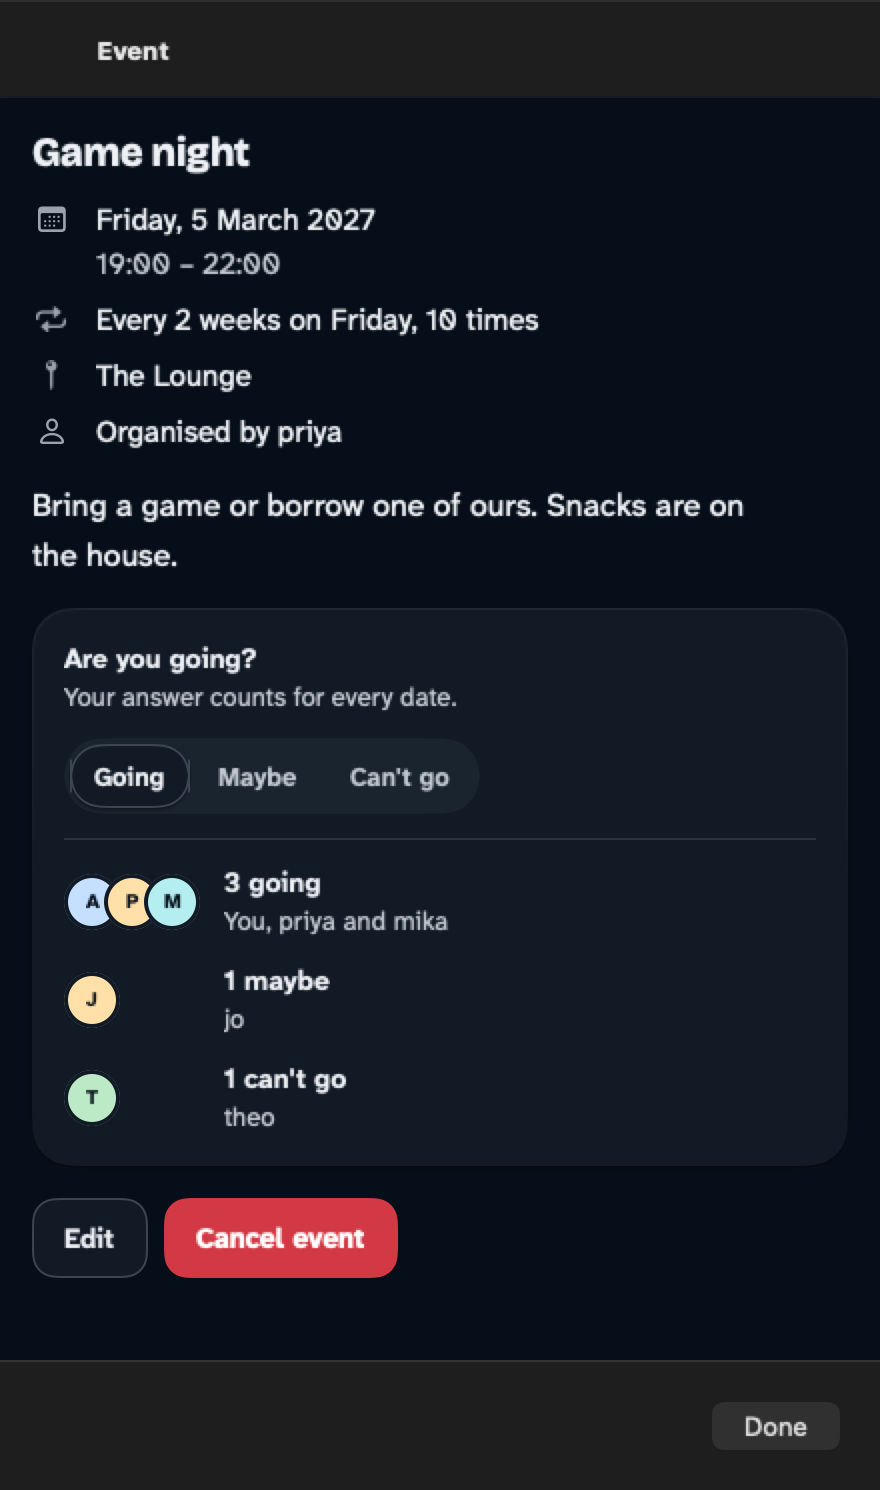 Event
Game night
Friday, 5 March 2027
19:00 – 22:00
Every 2 weeks on Friday, 10 times
The Lounge
Organised by priya
Bring a game or borrow one of ours. Snacks are on
the house.
Are you going?
Your answer counts for every date.
Going Maybe Can't go
A P M
3 going
You, priya and mika
J
1 maybe
jo
T
1 can't go
theo
Edit Cancel event
Done